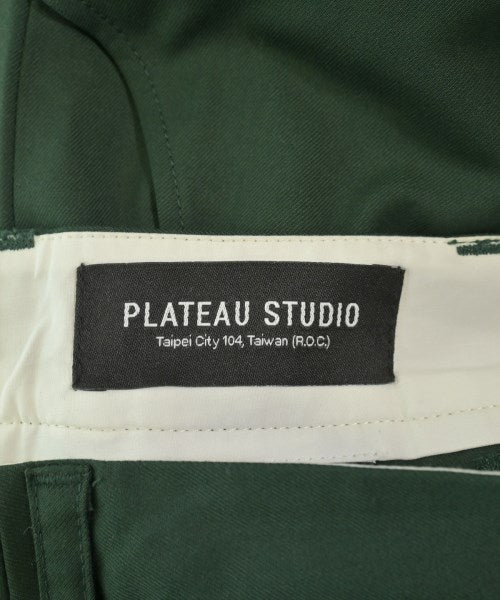 PLATEAU STUDIO
Taipei City 104, Taiwan (R.O.C.)